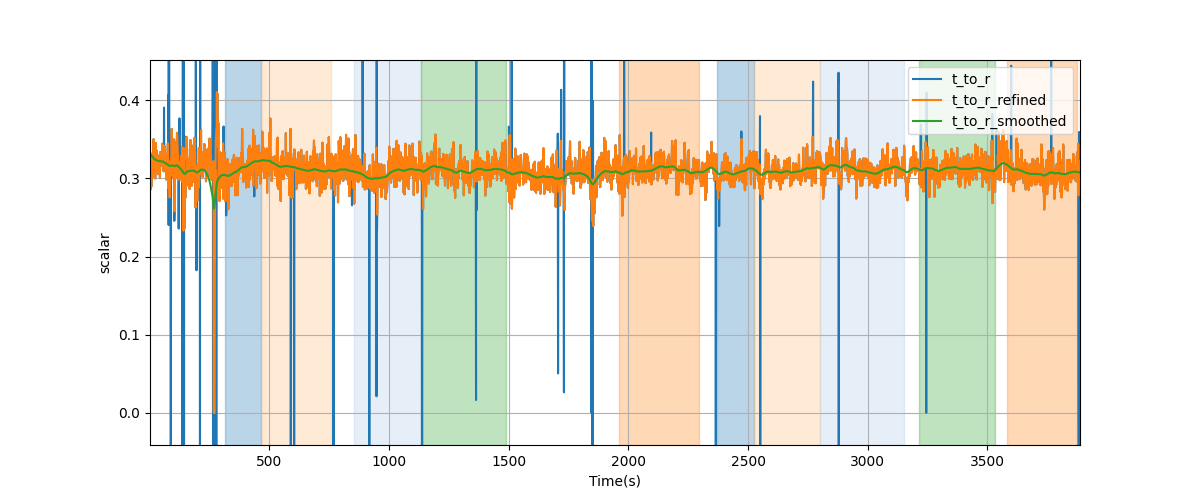 t_to_r
t_to_r_refined
t_to_r_smoothed
0.4
0.3
0.2
0.1
0.0
scalar
500 1000 1500 2000 2500 3000 3500
Time(s)